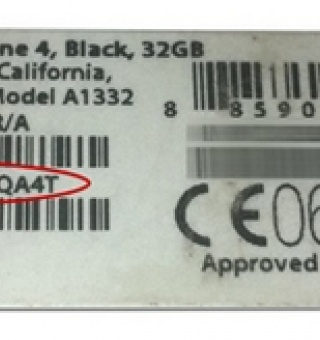 ne 4, Black, 32GB
California,
Model A1332
R/A
QA4T
8 8590
CE06
Approved